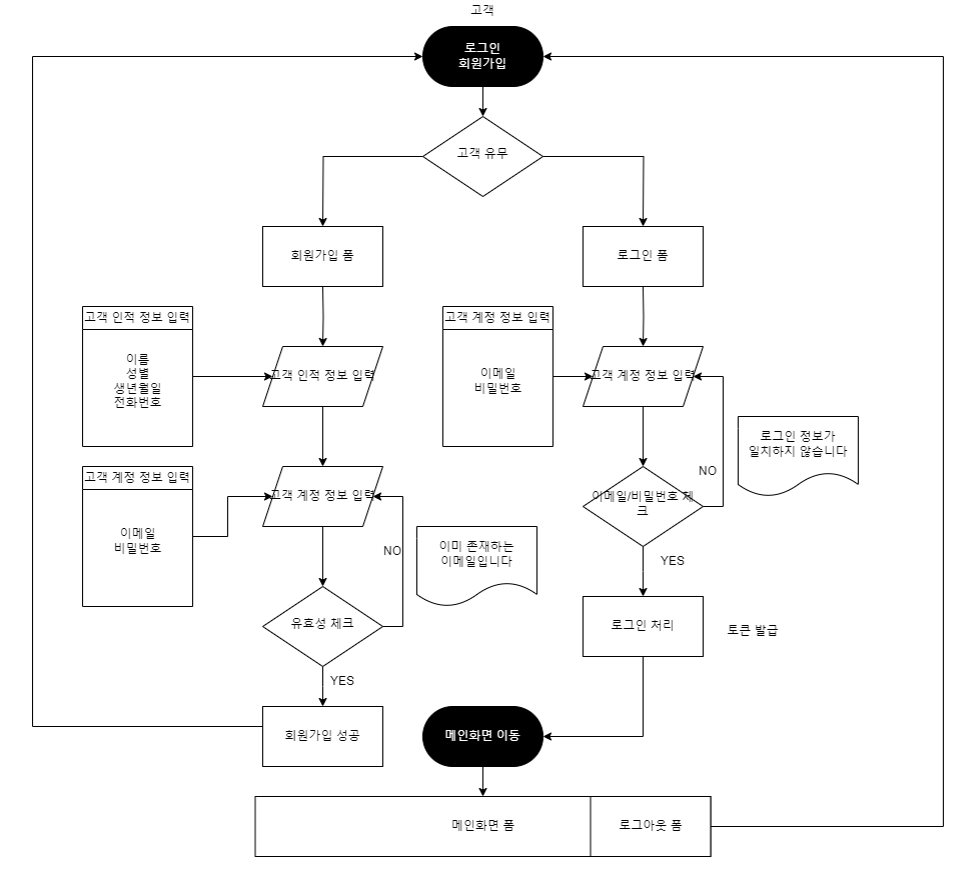 고객
로그인
회원가입
고객 유무
회원가입 폼
로그인 폼
고객 인적 정보 입력
이름
성별
생년월일
전화번호
고객 인적 정보 입력
고객 계정 정보 입력
이메일
비밀번호
고객 계정 정보 입력
로그인 정보가
일치하지 않습니다
NO
고객 계정 정보 입력
이메일
비밀번호
고객 계정 정보 입력
이메일/비밀번호 체
크
NO
이미 존재하는
이메일입니다
YES
유효성 체크
로그인 처리
토큰 발급
YES
회원가입 성공
메인화면 이동
메인화면 폼
로그아웃 폼